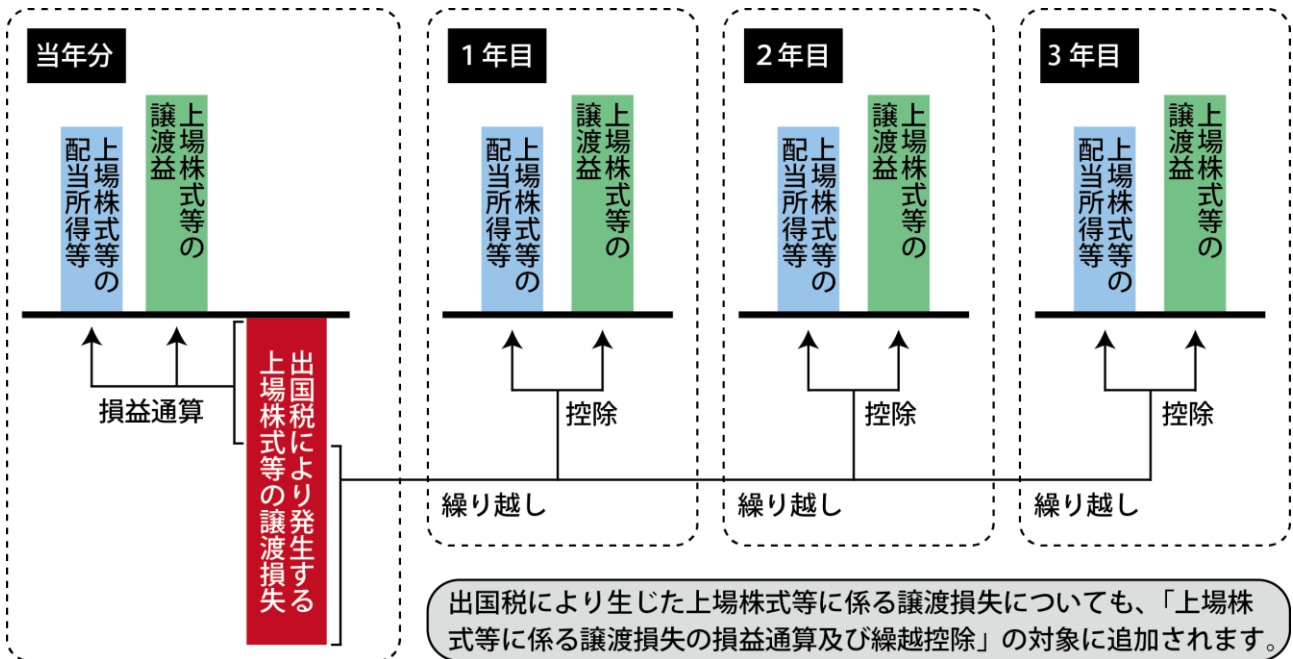 当年分
上場株式等の
配当所得等
上場株式等の
譲渡益
損益通算
出国税により発生する
上場株式等の譲渡損失
1年目
上場株式等の
配当所得等
上場株式等の
譲渡益
控除
繰り越し
2年目
上場株式等の
配当所得等
上場株式等の
譲渡益
控除
繰り越し
3年目
上場株式等の
配当所得等
上場株式等の
譲渡益
控除
繰り越し
出国税により生じた上場株式等に係る譲渡損失についても、「上場株
式等に係る譲渡損失の損益通算及び繰越控除」の対象に追加されます。